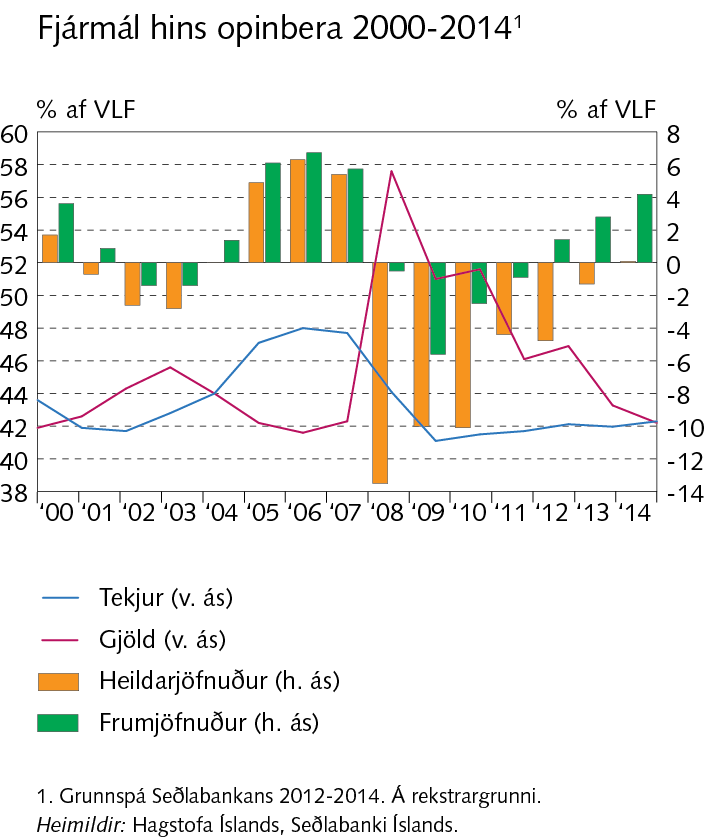 Fjármál hins opinbera 2000-2014¹
% af VLF % af VLF
60 8
58 6
56 4
54 2
52 0
50 -2
48 -4
46 -6
44 -8
42 -10
40 -12
38 -14
‘00 ‘01 ‘02 ‘03 ‘04 ‘05 ‘06 ‘07 ‘08 ‘09 ‘10 ‘11 ‘12 ‘13 ‘14
Tekjur (v. ás)
Gjöld (v. ás)
Heildarjöfnuður (h. ás)
Frumjöfnuður (h. ás)
1. Grunnspá Seðlabankans 2012-2014. Á rekstrargrunni.
Heimildir: Hagstofa Íslands, Seðlabanki Íslands.